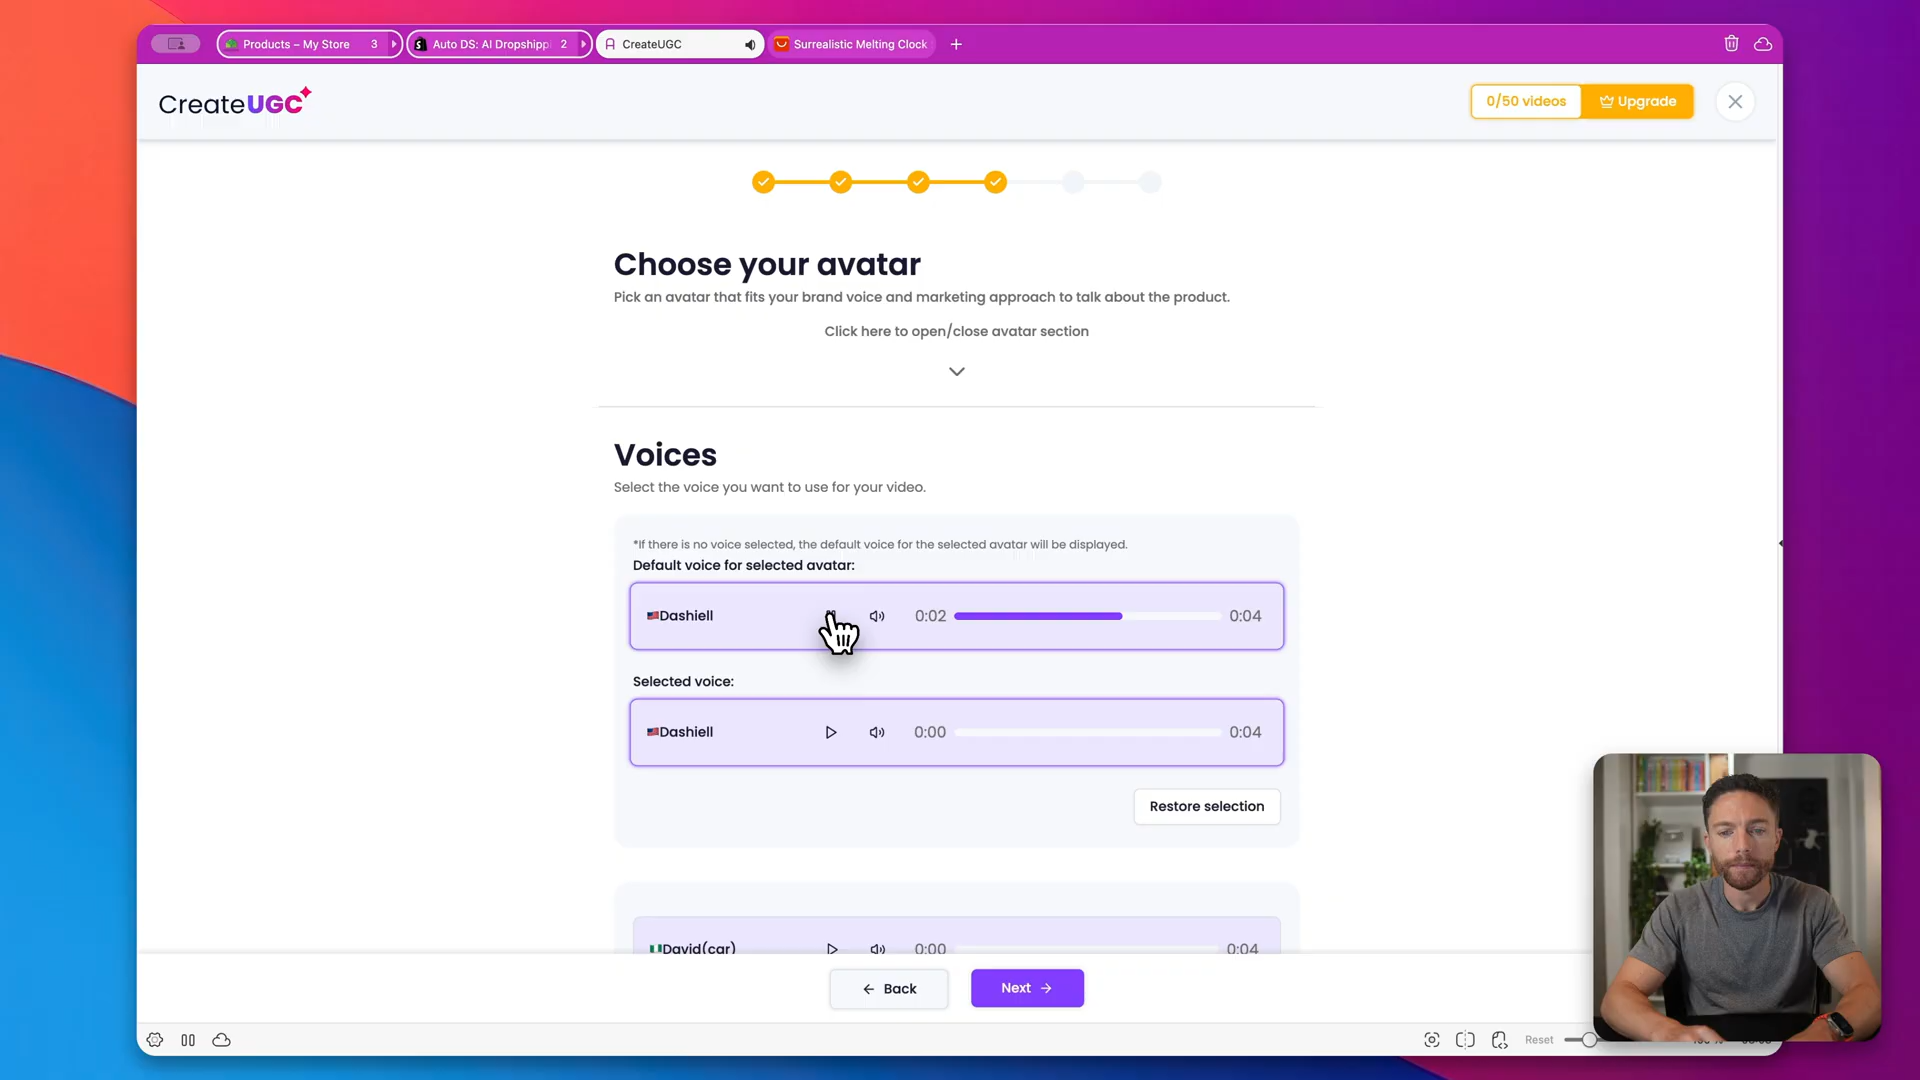 Products – My Store 3
Auto DS: AI Dropshippi 2
CreateUGC
Surrealistic Melting Clock
CreateUGC
0/50 videos
Upgrade
Choose your avatar
Pick an avatar that fits your brand voice and marketing approach to talk about the product.
Click here to open/close avatar section
Voices
Select the voice you want to use for your video.
*If there is no voice selected, the default voice for the selected avatar will be displayed.
Default voice for selected avatar:
Dashiell 0:02 0:04
Selected voice:
Dashiell 0:00 0:04
Restore selection
David(car) 0:00 0:04
Back
Next
Reset